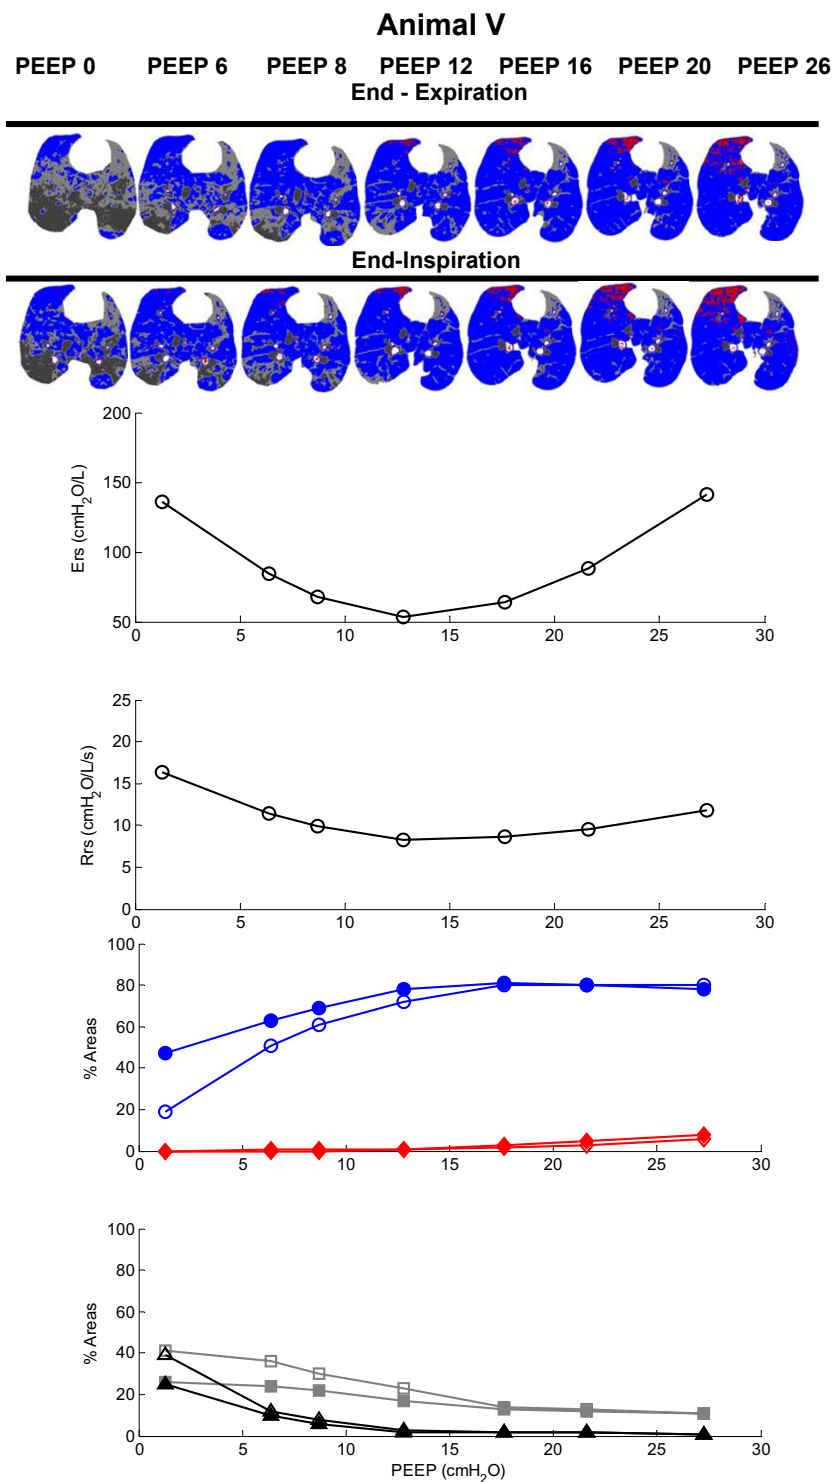 Animal V
PEEP 0 PEEP 6 PEEP 8 PEEP 12 PEEP 16 PEEP 20 PEEP 26
End - Expiration
End-Inspiration
200
150
100
50
Ers (cmH₂O/L)
0 5 10 15 20 25 30
25
20
15
10
5
0
Rrs (cmH₂O/L/s)
0 5 10 15 20 25 30
100
80
60
40
20
0
% Areas
0 5 10 15 20 25 30
100
80
60
40
20
0
% Areas
0 5 10 15 20 25 30
PEEP (cmH₂O)